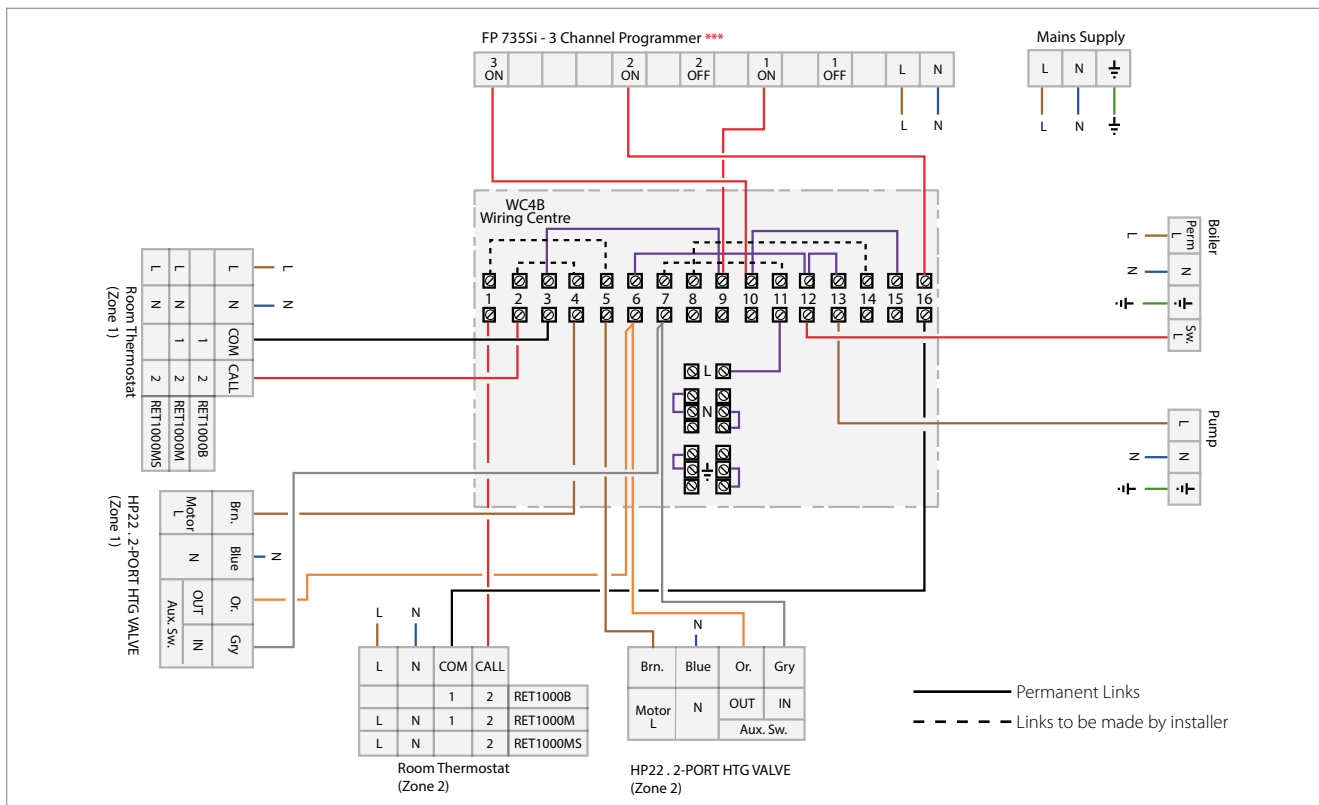 FP 735Si - 3 Channel Programmer ***
3 ON 2 ON 2 OFF 1 ON 1 OFF L N
L N
Mains Supply
L N
L N
WC4B
Wiring Centre
1 2 3 4 5 6 7 8 9 10 11 12 13 14 15 16
L
N
Room Thermostat
(Zone 1)
L L L L
N N N N
1 1 COM
2 2 2 CALL
RET1000MS RET1000M RET1000B
HP22 . 2-PORT HTG VALVE
(Zone 1)
Motor L Brn.
N Blue N
Aux. Sw. OUT Or.
IN Gry
L N
L N COM CALL
1 2 RET1000B
L N 1 2 RET1000M
L N 2 RET1000MS
Room Thermostat
(Zone 2)
N
Brn. Blue Or. Gry
Motor L N OUT IN
Aux. Sw.
HP22 . 2-PORT HTG VALVE
(Zone 2)
Boiler
L Perm L
N N
Sw. L
Pump
L
N N
Permanent Links
Links to be made by installer